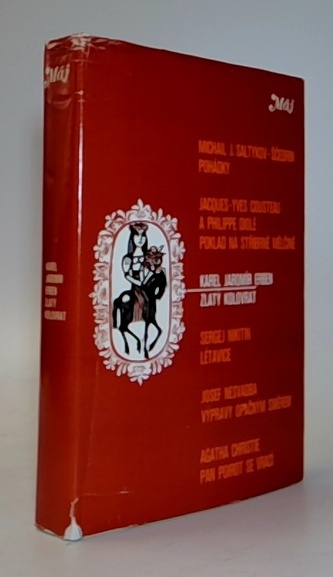 Máj
KAREL
JAROMÍR
ERBEN
ZLATÝ
KOLOVRAT
Máj
MICHAIL J. SALTYKOV-ŠČEDRIN
POHÁDKY
JACQUES-YVES COUSTEAU
A PHILIPPE DIOLÉ
POKLAD NA STŘÍBRNÉ MĚLČINĚ
KAREL JAROMÍR ERBEN
ZLATÝ KOLOVRAT
SERGEJ NIKITIN
LÉTAVICE
JOSEF NESVADBA
VÝPRAVY OPAČNÝM SMĚREM
AGATHA CHRISTIE
PAN POIROT SE VRACÍ